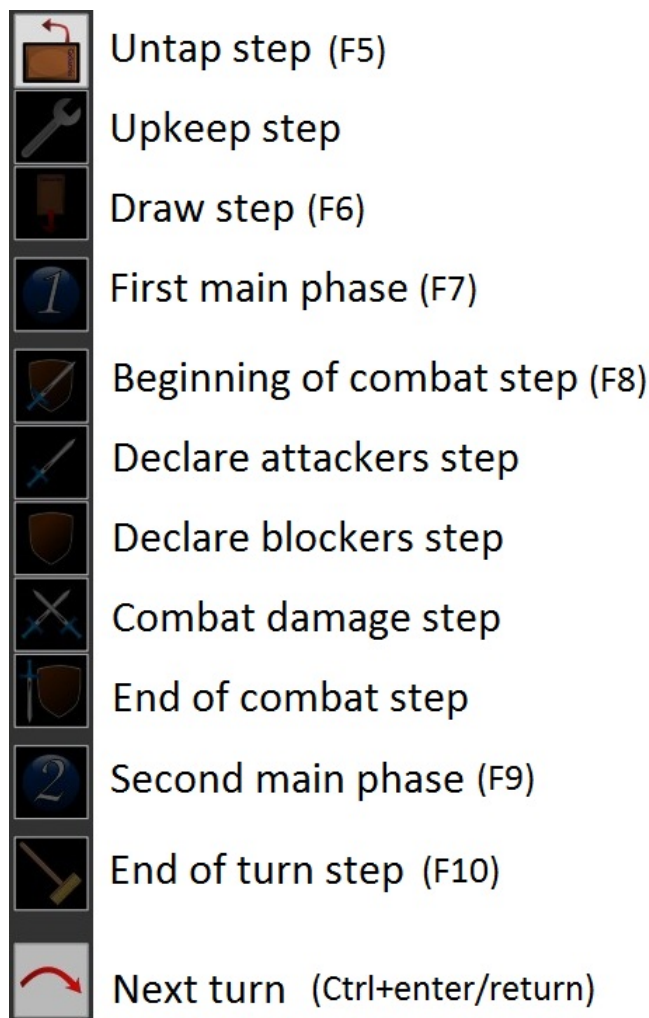 Untap step (F5)
Upkeep step
Draw step (F6)
1
First main phase (F7)
Beginning of combat step (F8)
Declare attackers step
Declare blockers step
Combat damage step
End of combat step
2
Second main phase (F9)
End of turn step (F10)
Next turn (Ctrl+enter/return)